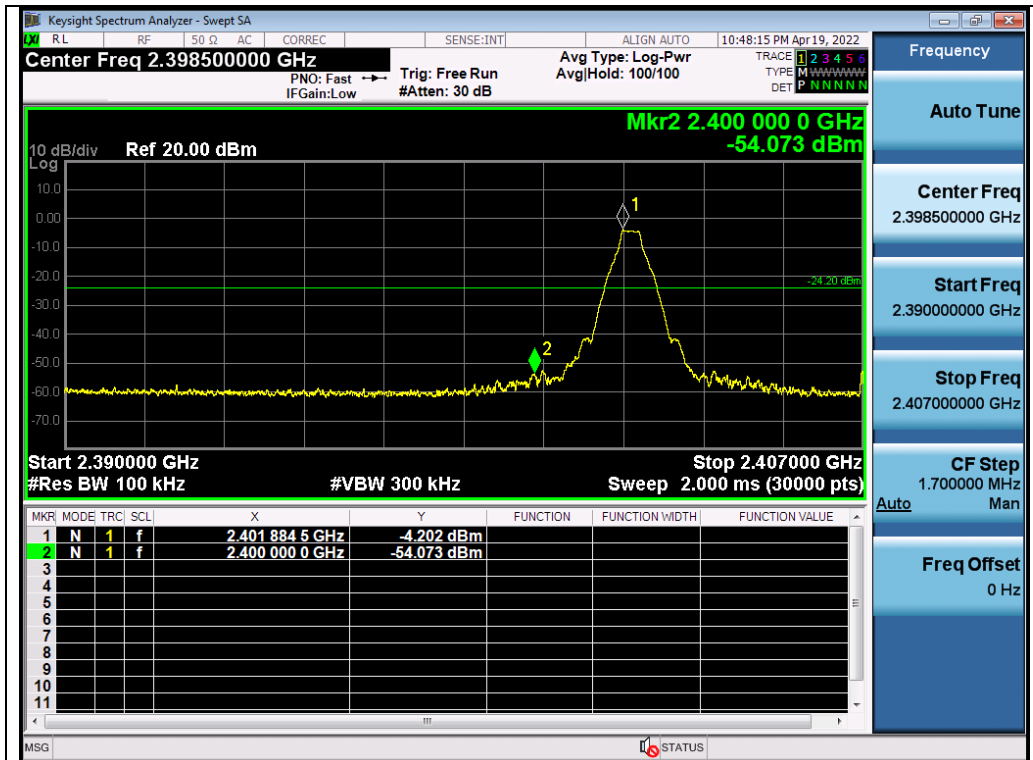 Keysight Spectrum Analyzer - Swept SA
LXI RL RF 50 Ω AC CORREC SENSE:INT ALIGN AUTO 10:48:15 PM Apr 19, 2022
Center Freq 2.398500000 GHz
PNO: Fast
IFGain:Low
Trig: Free Run
#Atten: 30 dB
Avg Type: Log-Pwr
Avg|Hold: 100/100
TRACE 1 2 3 4 5 6
TYPE M WWWWW
DET P N N N N N
Mkr2 2.400 000 0 GHz
-54.073 dBm
10 dB/div Ref 20.00 dBm
Log
10.0
0.00
-10.0
-20.0
-30.0
-40.0
-50.0
-60.0
-70.0
1
-24.20 dBm
2
Start 2.390000 GHz Stop 2.407000 GHz
#Res BW 100 kHz #VBW 300 kHz Sweep 2.000 ms (30000 pts)
MKR MODE TRC SCL X Y FUNCTION FUNCTION WIDTH FUNCTION VALUE
1 N 1 f 2.401 884 5 GHz -4.202 dBm
2 N 1 f 2.400 000 0 GHz -54.073 dBm
3
4
5
6
7
8
9
10
11
MSG STATUS
Frequency
Auto Tune
Center Freq
2.398500000 GHz
Start Freq
2.390000000 GHz
Stop Freq
2.407000000 GHz
CF Step
1.700000 MHz
Auto Man
Freq Offset
0 Hz